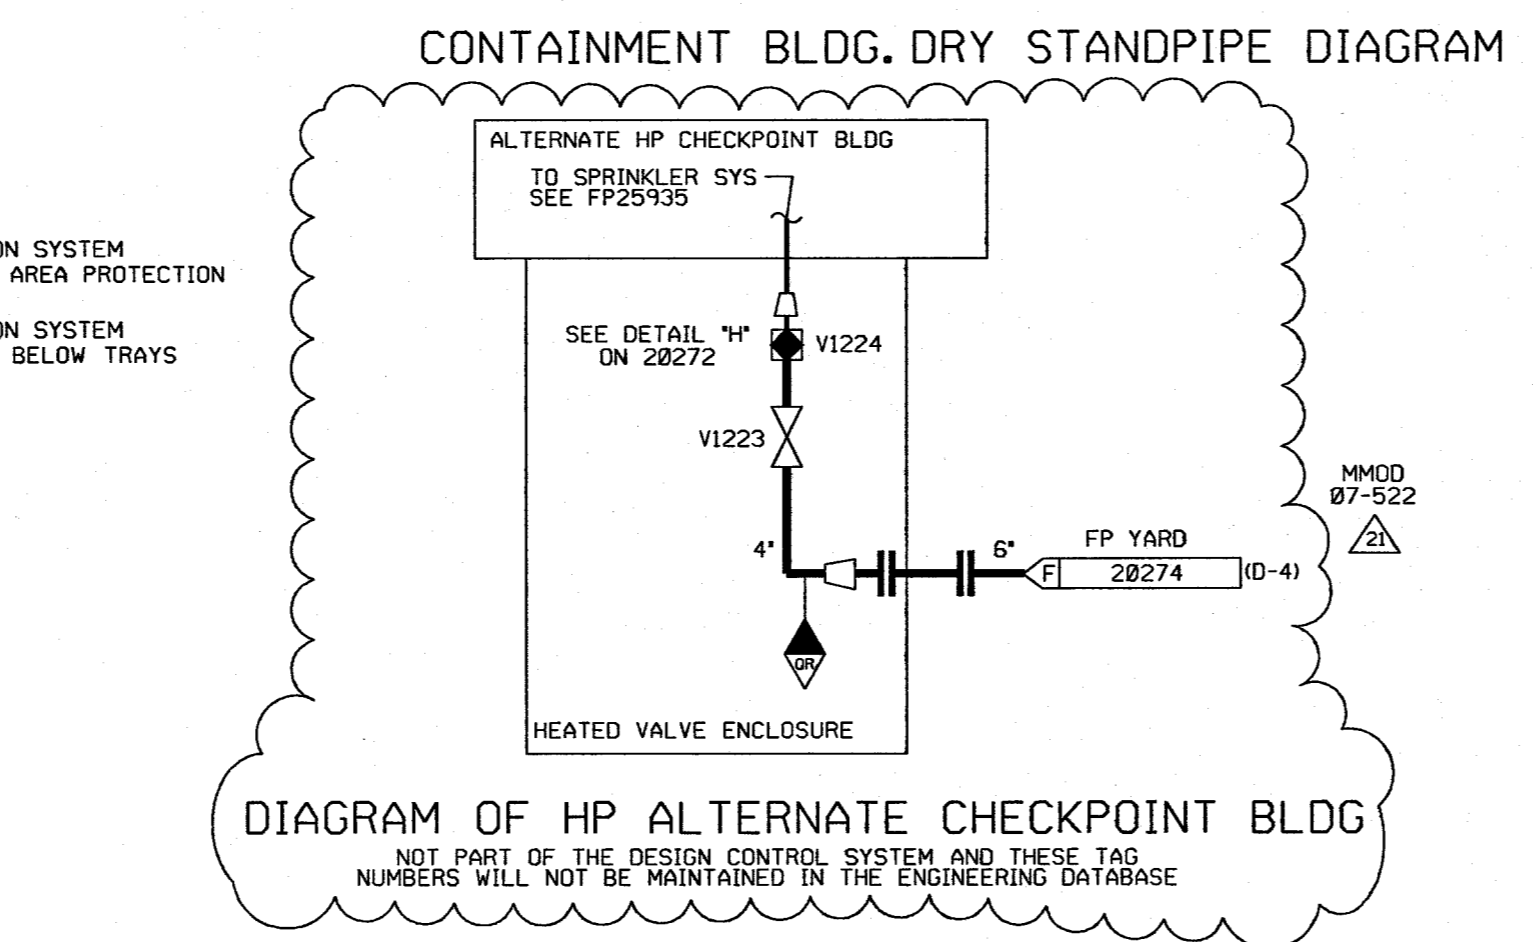 CONTAINMENT BLDG. DRY STANDPIPE DIAGRAM
ALTERNATE HP CHECKPOINT BLDG
TO SPRINKLER SYS
SEE FP25935
ON SYSTEM
AREA PROTECTION
ON SYSTEM
BELOW TRAYS
SEE DETAIL "H"
ON 20272
V1224
V1223
MMOD
07-522
21
4"
6"
FP YARD
F
20274
(D-4)
QR
HEATED VALVE ENCLOSURE
DIAGRAM OF HP ALTERNATE CHECKPOINT BLDG
NOT PART OF THE DESIGN CONTROL SYSTEM AND THESE TAG
NUMBERS WILL NOT BE MAINTAINED IN THE ENGINEERING DATABASE